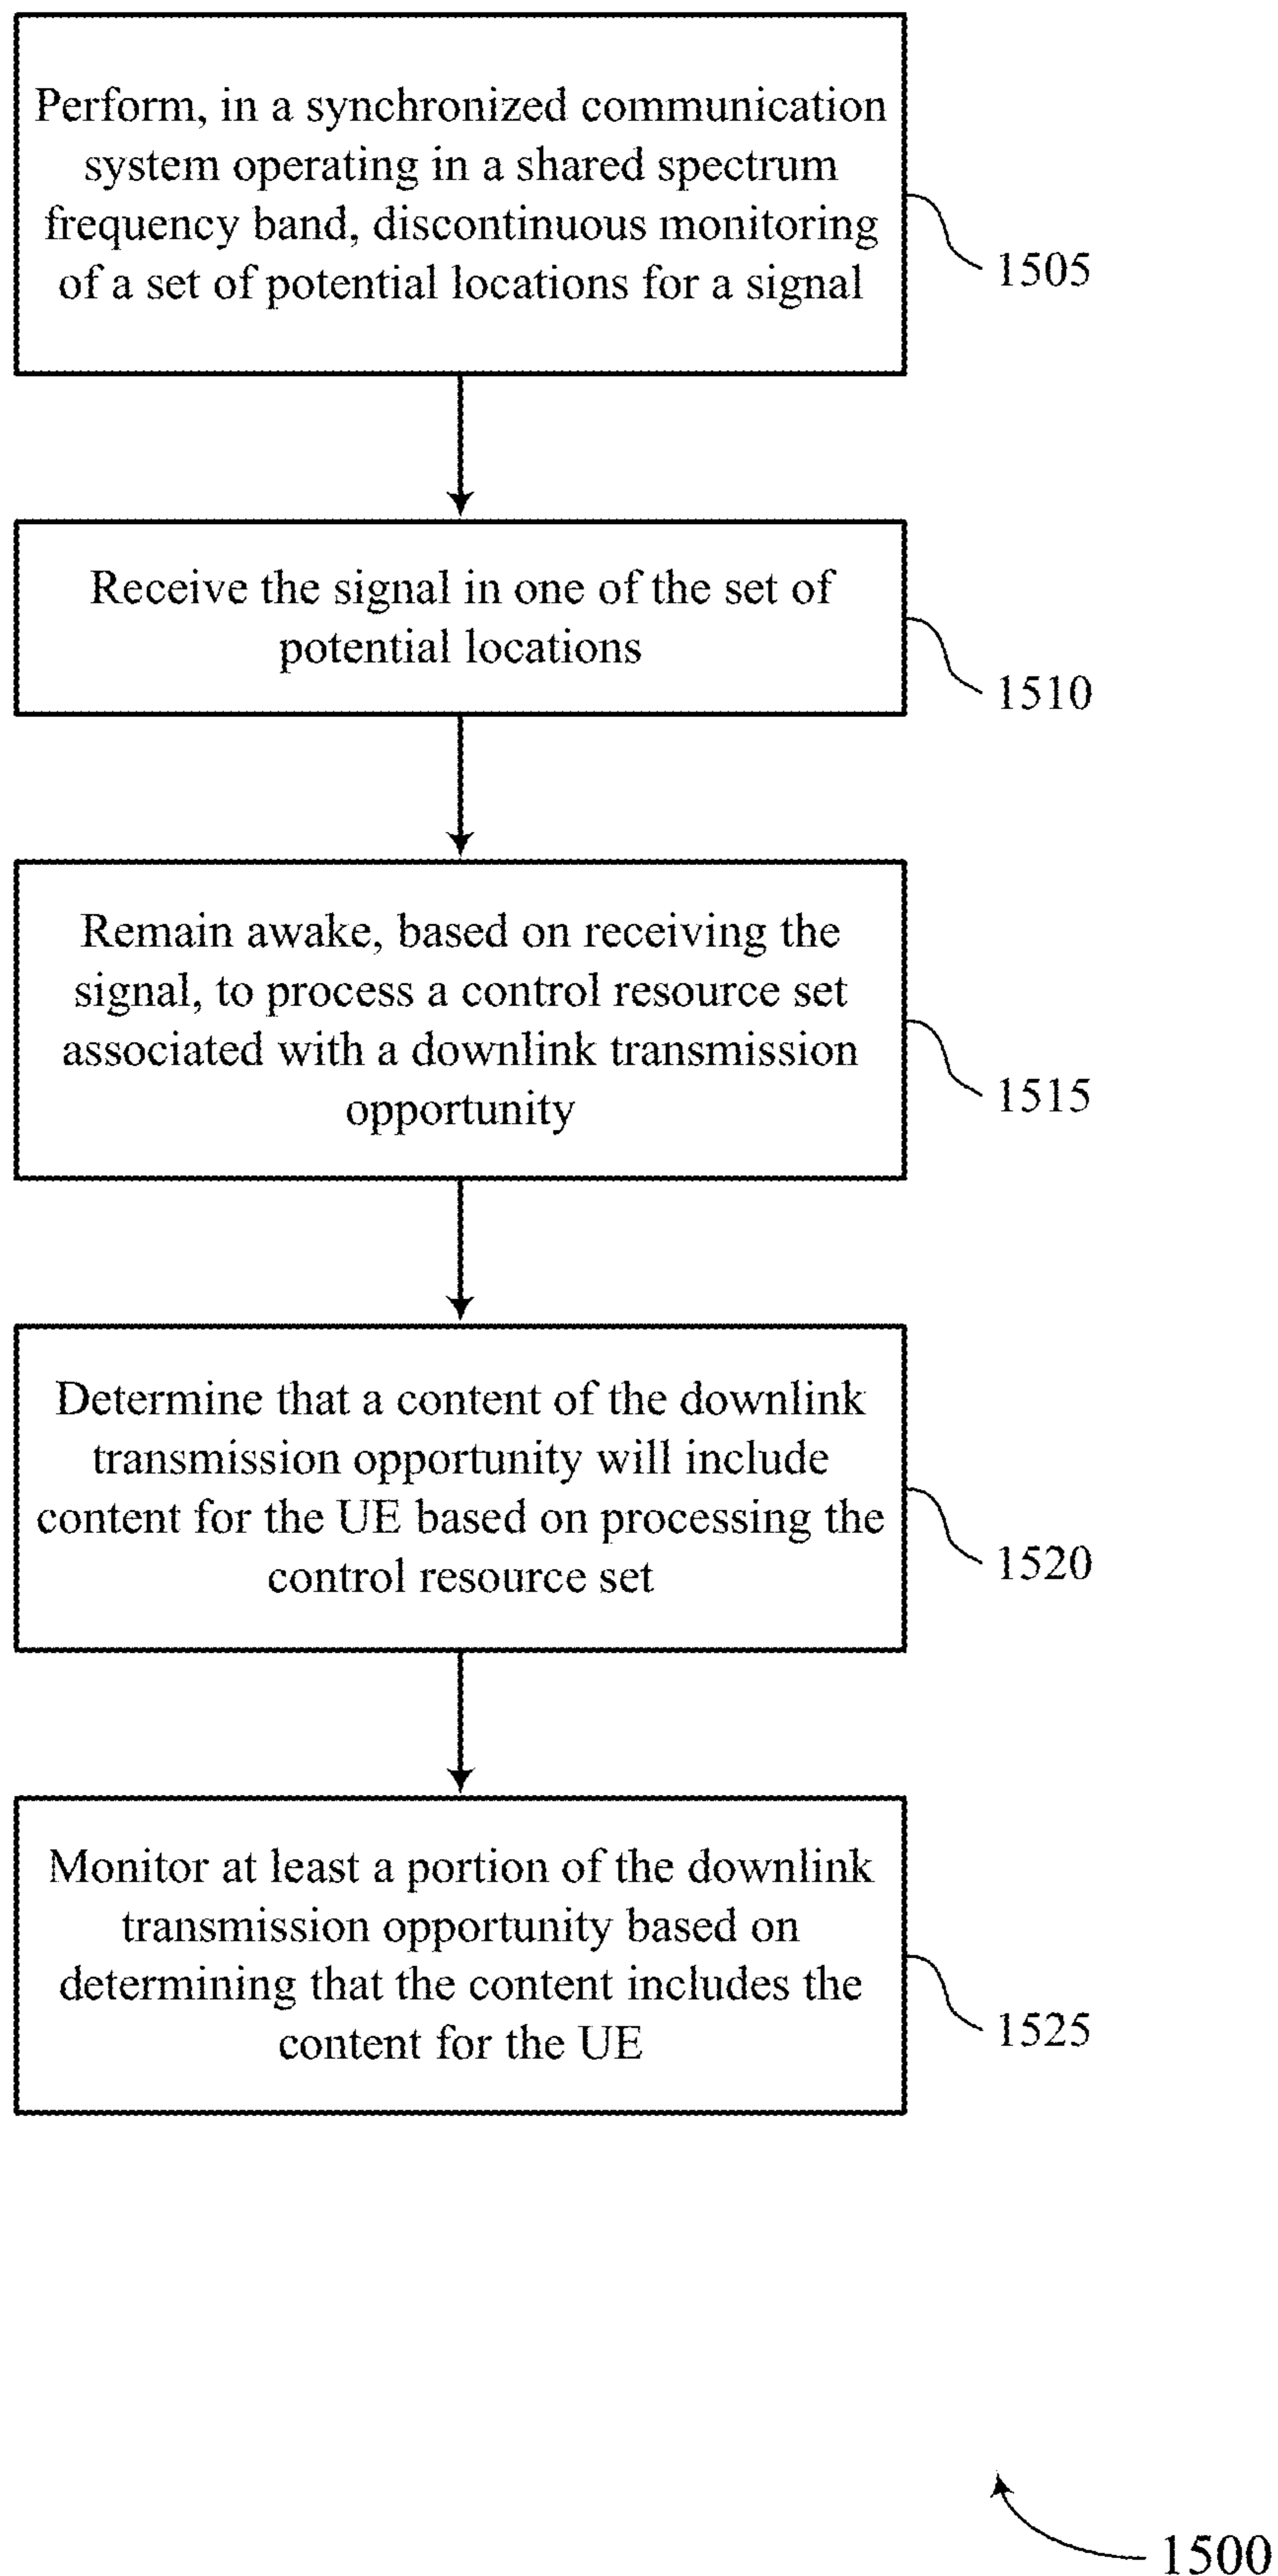 Perform, in a synchronized communication
system operating in a shared spectrum
frequency band, discontinuous monitoring
of a set of potential locations for a signal
1505
Receive the signal in one of the set of
potential locations
1510
Remain awake, based on receiving the
signal, to process a control resource set
associated with a downlink transmission
opportunity
1515
Determine that a content of the downlink
transmission opportunity will include
content for the UE based on processing the
control resource set
1520
Monitor at least a portion of the downlink
transmission opportunity based on
determining that the content includes the
content for the UE
1525
1500